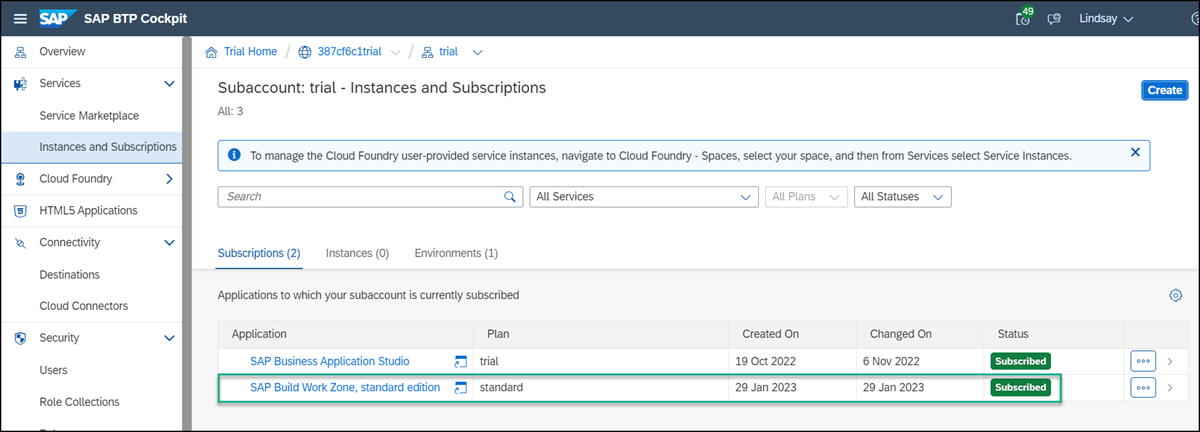 SAP SAP BTP Cockpit 49 Lindsay
Overview
Services
Service Marketplace
Instances and Subscriptions
Cloud Foundry
HTML5 Applications
Connectivity
Destinations
Cloud Connectors
Security
Users
Role Collections
Trial Home / 387cf6c1trial / trial
Subaccount: trial - Instances and Subscriptions
Create
All: 3
To manage the Cloud Foundry user-provided service instances, navigate to Cloud Foundry - Spaces, select your space, and then from Services select Service Instances.
Search All Services All Plans All Statuses
Subscriptions (2) Instances (0) Environments (1)
Applications to which your subaccount is currently subscribed
Application Plan Created On Changed On Status
SAP Business Application Studio trial 19 Oct 2022 6 Nov 2022 Subscribed
SAP Build Work Zone, standard edition standard 29 Jan 2023 29 Jan 2023 Subscribed